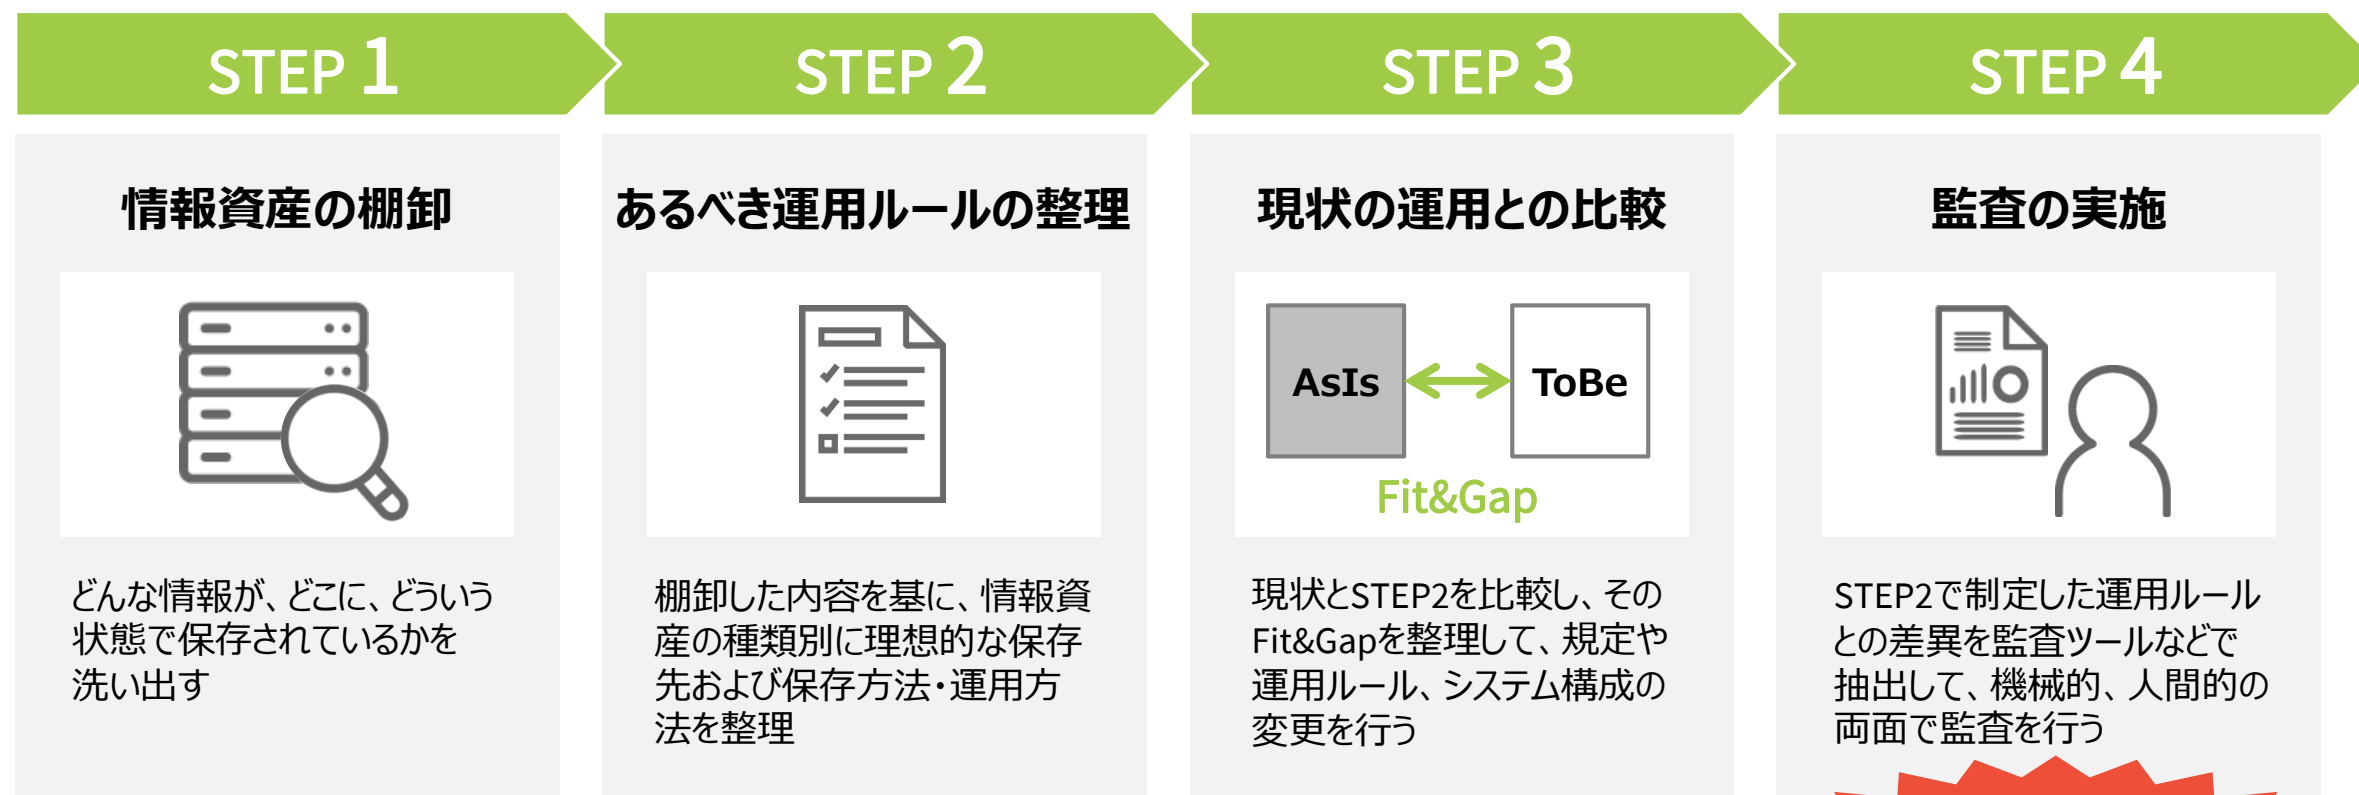 STEP 1
情報資産の棚卸
どんな情報が、どこに、どういう
状態で保存されているかを
洗い出す
STEP 2
あるべき運用ルールの整理
棚卸した内容を基に、情報資
産の種類別に理想的な保存
先および保存方法・運用方
法を整理
STEP 3
現状の運用との比較
AsIs
ToBe
Fit&Gap
現状とSTEP2を比較し、その
Fit&Gapを整理して、規定や
運用ルール、システム構成の
変更を行う
STEP 4
監査の実施
STEP2で制定した運用ルール
との差異を監査ツールなどで
抽出して、機械的、人間的の
両面で監査を行う